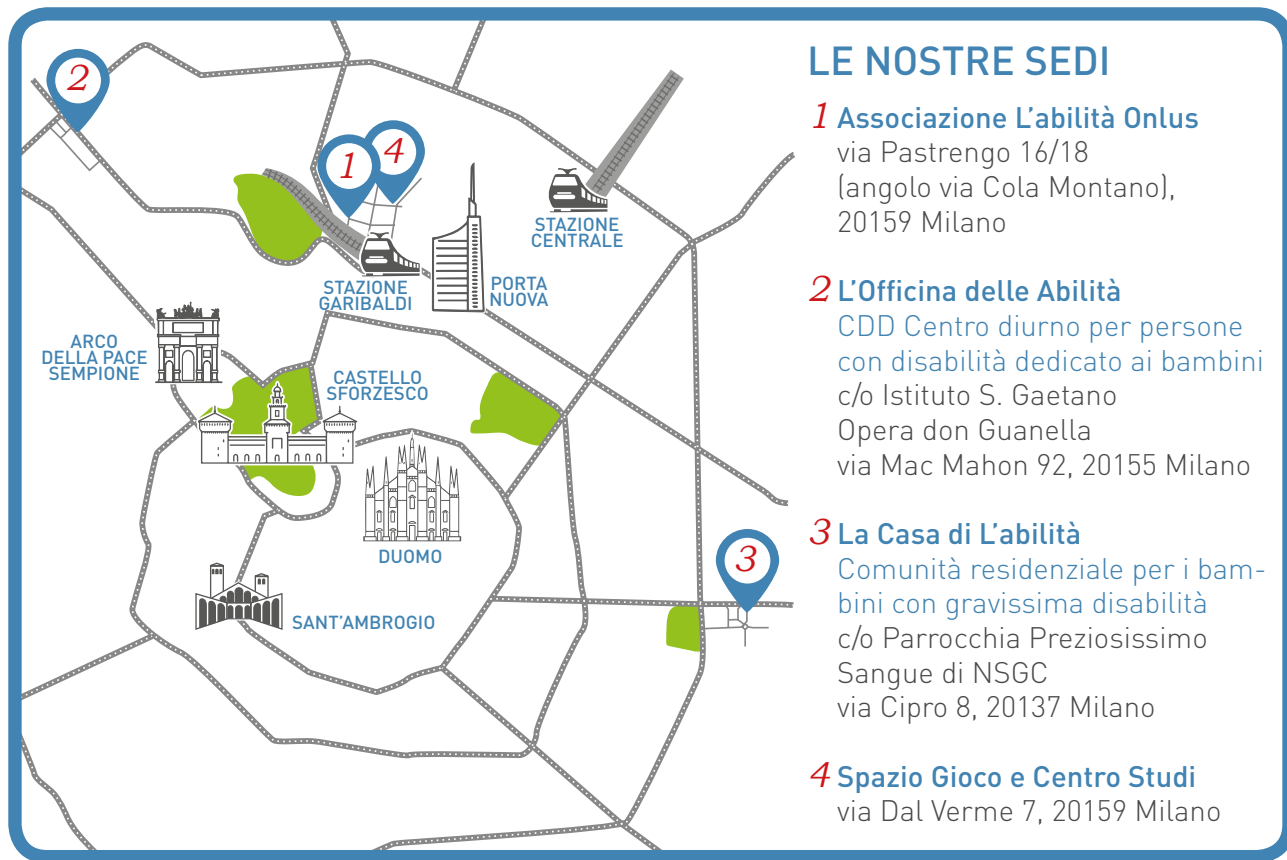 2
1
4
STAZIONE
CENTRALE
STAZIONE
GARIBALDI
PORTA
NUOVA
ARCO
DELLA PACE
SEMPIONE
CASTELLO
SFORZESCO
DUOMO
3
SANT'AMBROGIO
LE NOSTRE SEDI
1 Associazione L'abilità Onlus
via Pastrengo 16/18
(angolo via Cola Montano),
20159 Milano
2 L'Officina delle Abilità
CDD Centro diurno per persone
con disabilità dedicato ai bambini
c/o Istituto S. Gaetano
Opera don Guanella
via Mac Mahon 92, 20155 Milano
3 La Casa di L'abilità
Comunità residenziale per i bam-
bini con gravissima disabilità
c/o Parrocchia Preziosissimo
Sangue di NSGC
via Cipro 8, 20137 Milano
4 Spazio Gioco e Centro Studi
via Dal Verme 7, 20159 Milano